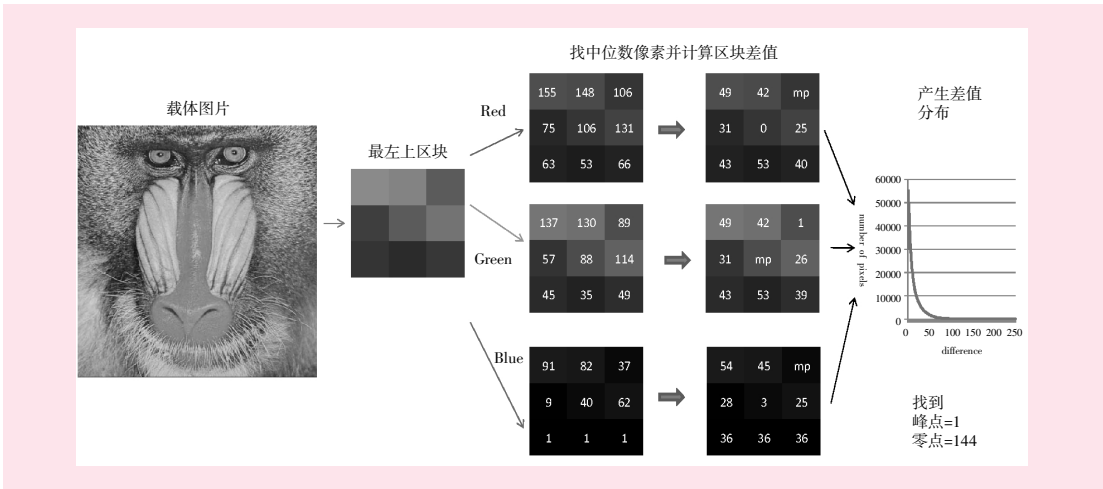 找中位数像素并计算区块差值
载体图片
最左上区块
Red
155 148 106
75 106 131
63 53 66
49 42 mp
31 0 25
43 53 40
Green
137 130 89
57 88 114
45 35 49
49 42 1
31 mp 26
43 53 39
Blue
91 82 37
9 40 62
1 1 1
54 45 mp
28 3 25
36 36 36
产生差值
分布
60000
50000
40000
30000
20000
10000
0
number of pixels
0 50 100 150 200 250
difference
找到
峰点=1
零点=144